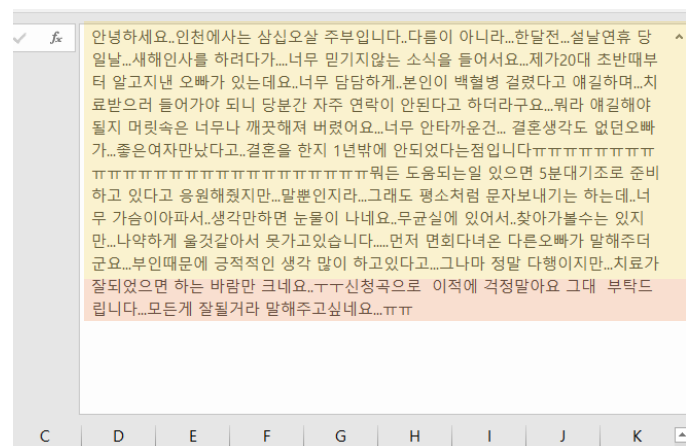 fx
안녕하세요..인천에사는 삼십오살 주부입니다..다름이 아니라...한달전...설날연휴 당
일날...새해인사를 하려다가....너무 믿기지않는 소식을 들어서요...제가20대 초반때부
터 알고지낸 오빠가 있는데요..너무 담담하게..본인이 백혈병 걸렸다고 얘길하며...치
료받으러 들어가야 되니 당분간 자주 연락이 안된다고 하더라구요...뭐라 얘길해야
될지 머릿속은 너무나 깨끗해져 버렸어요...너무 안타까운건... 결혼생각도 없던오빠
가...좋은여자만났다고..결혼을 한지 1년밖에 안되었다는점입니다ㅠㅠㅠㅠㅠㅠㅠ
ㅠㅠㅠㅠㅠㅠㅠㅠㅠㅠㅠㅠㅠㅠㅠㅠㅠㅠ뭐든 도움되는일 있으면 5분대기조로 준비
하고 있다고 응원해줬지만...말뿐인지라...그래도 평소처럼 문자보내기는 하는데..너
무 가슴이아파서..생각만하면 눈물이 나네요..무균실에 있어서..찾아가볼수는 있지
만...나약하게 울것같아서 못가고있습니다.....먼저 면회다녀온 다른오빠가 말해주더
군요...부인때문에 긍적적인 생각 많이 하고있다고...그나마 정말 다행이지만...치료가
잘되었으면 하는 바람만 크네요..ㅜㅜ신청곡으로  이적에 걱정말아요 그대  부탁드
립니다...모든게 잘될거라 말해주고싶네요...ㅠㅠ
C D E F G H I J K